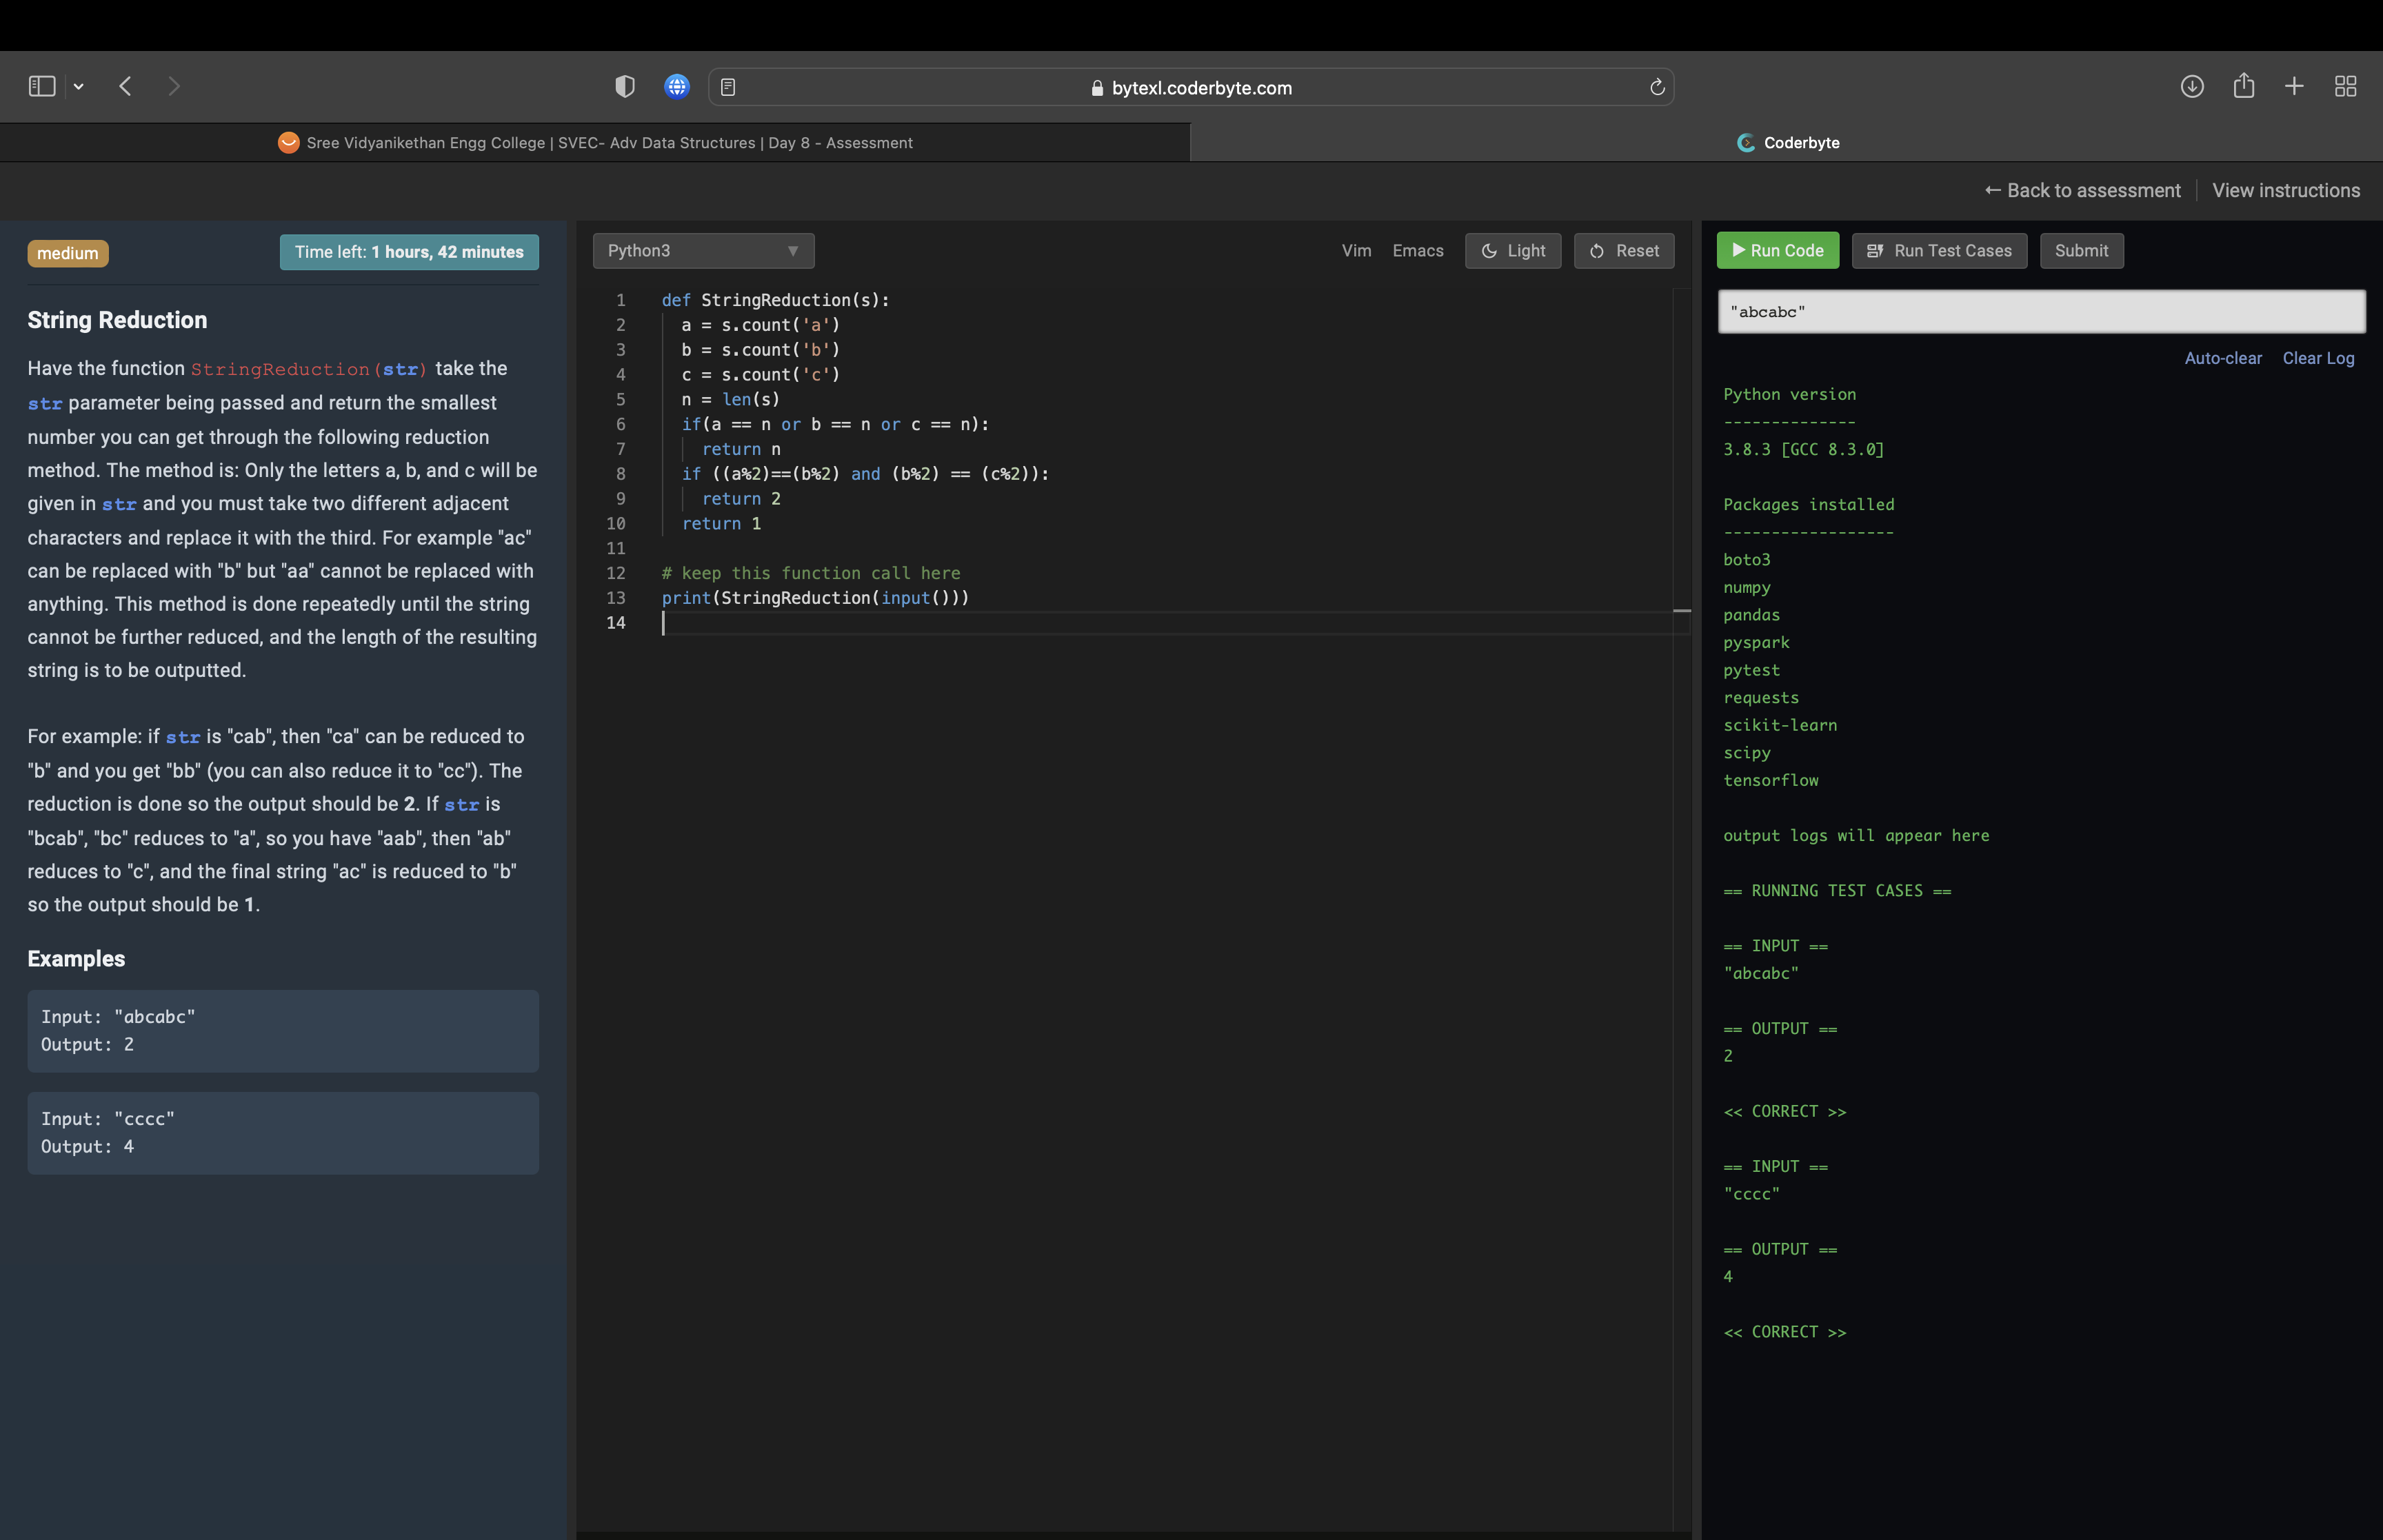 bytexl.coderbyte.com
Sree Vidyanikethan Engg College | SVEC- Adv Data Structures | Day 8 - Assessment
Coderbyte
← Back to assessment
View instructions
medium
Time left: 1 hours, 42 minutes
String Reduction
Have the function StringReduction(str) take the
str parameter being passed and return the smallest
number you can get through the following reduction
method. The method is: Only the letters a, b, and c will be
given in str and you must take two different adjacent
characters and replace it with the third. For example "ac"
can be replaced with "b" but "aa" cannot be replaced with
anything. This method is done repeatedly until the string
cannot be further reduced, and the length of the resulting
string is to be outputted.
For example: if str is "cab", then "ca" can be reduced to
"b" and you get "bb" (you can also reduce it to "cc"). The
reduction is done so the output should be 2. If str is
"bcab", "bc" reduces to "a", so you have "aab", then "ab"
reduces to "c", and the final string "ac" is reduced to "b"
so the output should be 1.
Examples
Input: "abcabc"
Output: 2
Input: "cccc"
Output: 4
Python3
Vim
Emacs
Light
Reset
1 def StringReduction(s):
2 a = s.count('a')
3 b = s.count('b')
4 c = s.count('c')
5 n = len(s)
6 if(a == n or b == n or c == n):
7 return n
8 if ((a%2)==(b%2) and (b%2) == (c%2)):
9 return 2
10 return 1
11
12 # keep this function call here
13 print(StringReduction(input()))
14
Run Code
Run Test Cases
Submit
"abcabc"
Auto-clear
Clear Log
Python version
--------------
3.8.3 [GCC 8.3.0]
Packages installed
------------------
boto3
numpy
pandas
pyspark
pytest
requests
scikit-learn
scipy
tensorflow
output logs will appear here
== RUNNING TEST CASES ==
== INPUT ==
"abcabc"
== OUTPUT ==
2
<< CORRECT >>
== INPUT ==
"cccc"
== OUTPUT ==
4
<< CORRECT >>